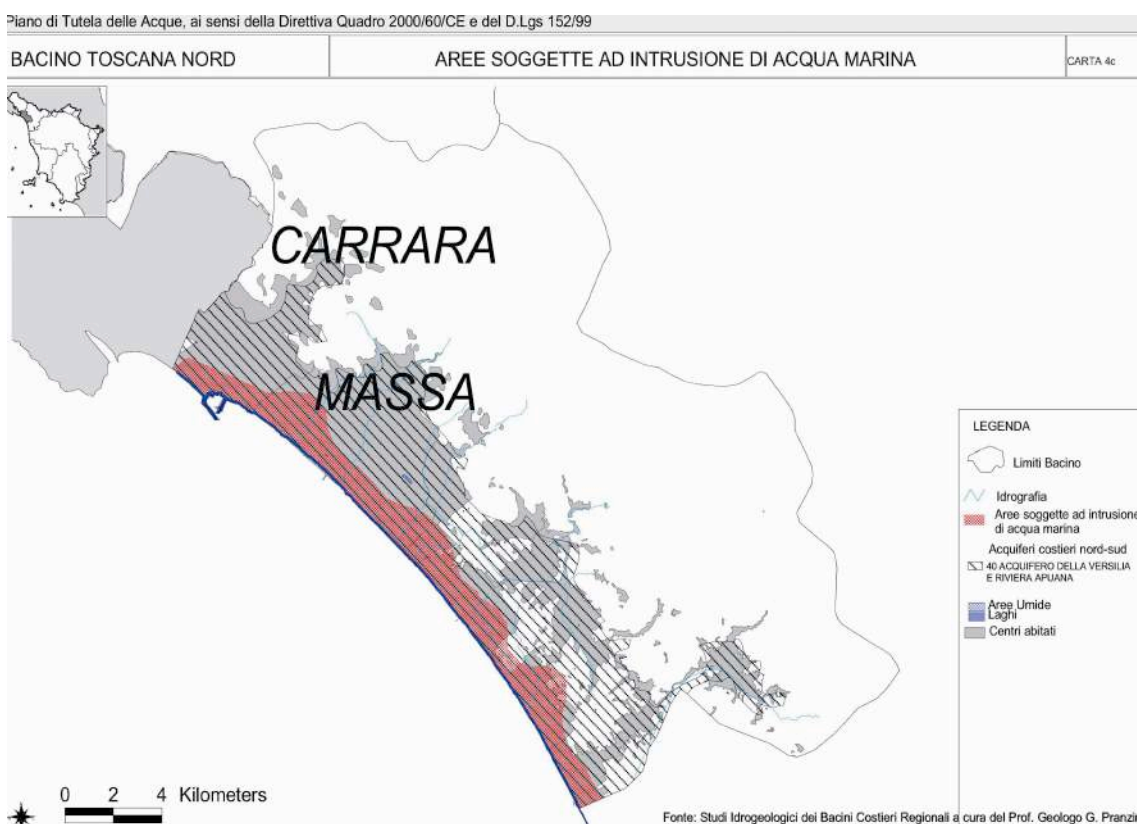 Piano di Tutela delle Acque, ai sensi della Direttiva Quadro 2000/60/CE e del D.Lgs 152/99
BACINO TOSCANA NORD
AREE SOGGETTE AD INTRUSIONE DI ACQUA MARINA
CARTA 4c
CARRARA
MASSA
LEGENDA
Limiti Bacino
Idrografia
Aree soggette ad intrusione
di acqua marina
Acquiferi costieri nord-sud
40 ACQUIFERO DELLA VERSILIA
E RIVIERA APUANA
Aree Umide
Laghi
Centri abitati
0 2 4 Kilometers
Fonte: Studi Idrogeologici dei Bacini Costieri Regionali a cura del Prof. Geologo G. Pranzin